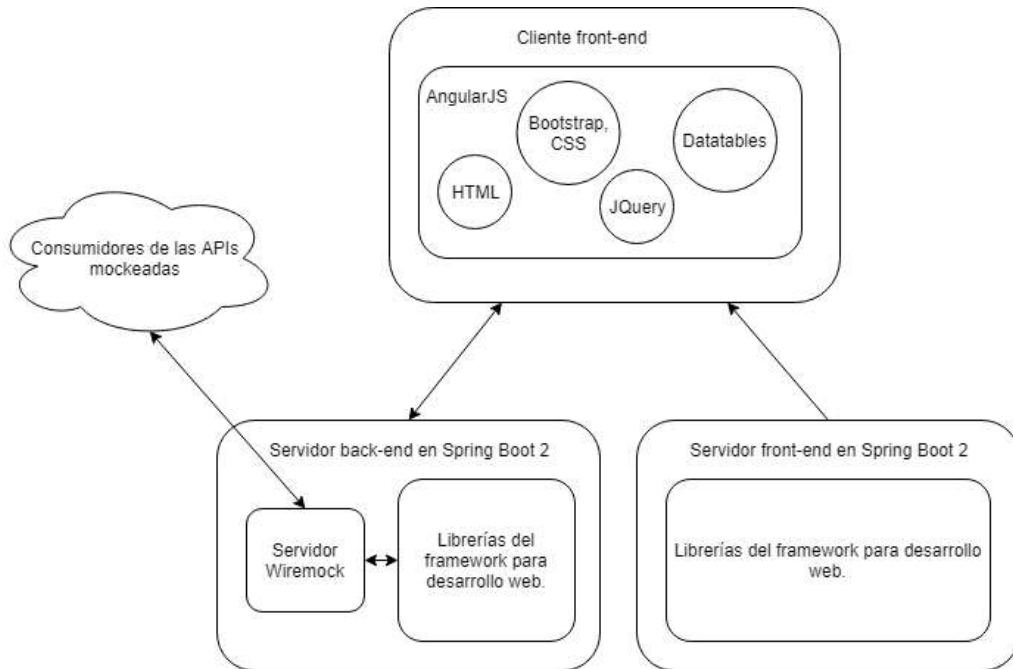 Cliente front-end
AngularJS
Bootstrap,
CSS
Datatables
HTML
JQuery
Consumidores de las APIs
mockeadas
Servidor back-end en Spring Boot 2
Servidor
Wiremock
Librerías del
framework para
desarrollo web.
Servidor front-end en Spring Boot 2
Librerías del framework para desarrollo
web.